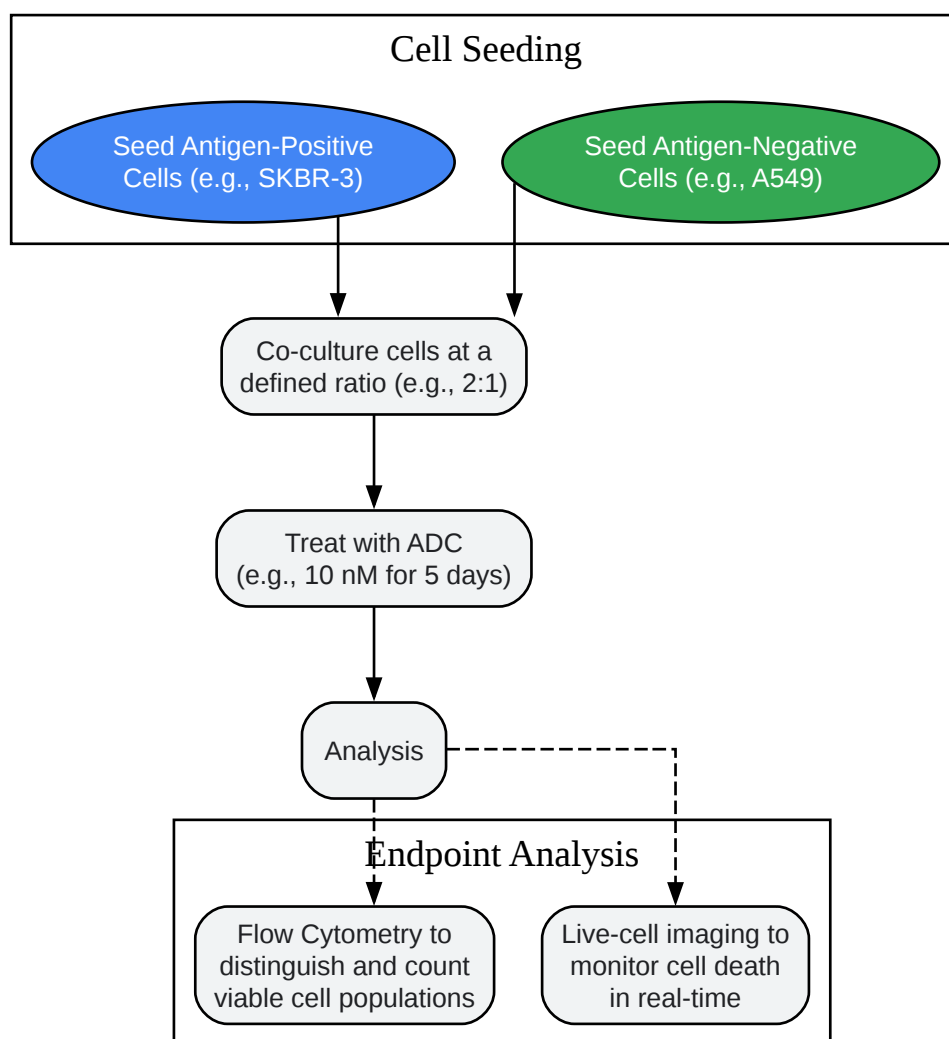 Cell Seeding
Seed Antigen-Positive
Cells (e.g., SKBR-3)
Seed Antigen-Negative
Cells (e.g., A549)
Co-culture cells at a
defined ratio (e.g., 2:1)
Treat with ADC
(e.g., 10 nM for 5 days)
Analysis
Endpoint Analysis
Flow Cytometry to
distinguish and count
viable cell populations
Live-cell imaging to
monitor cell death
in real-time